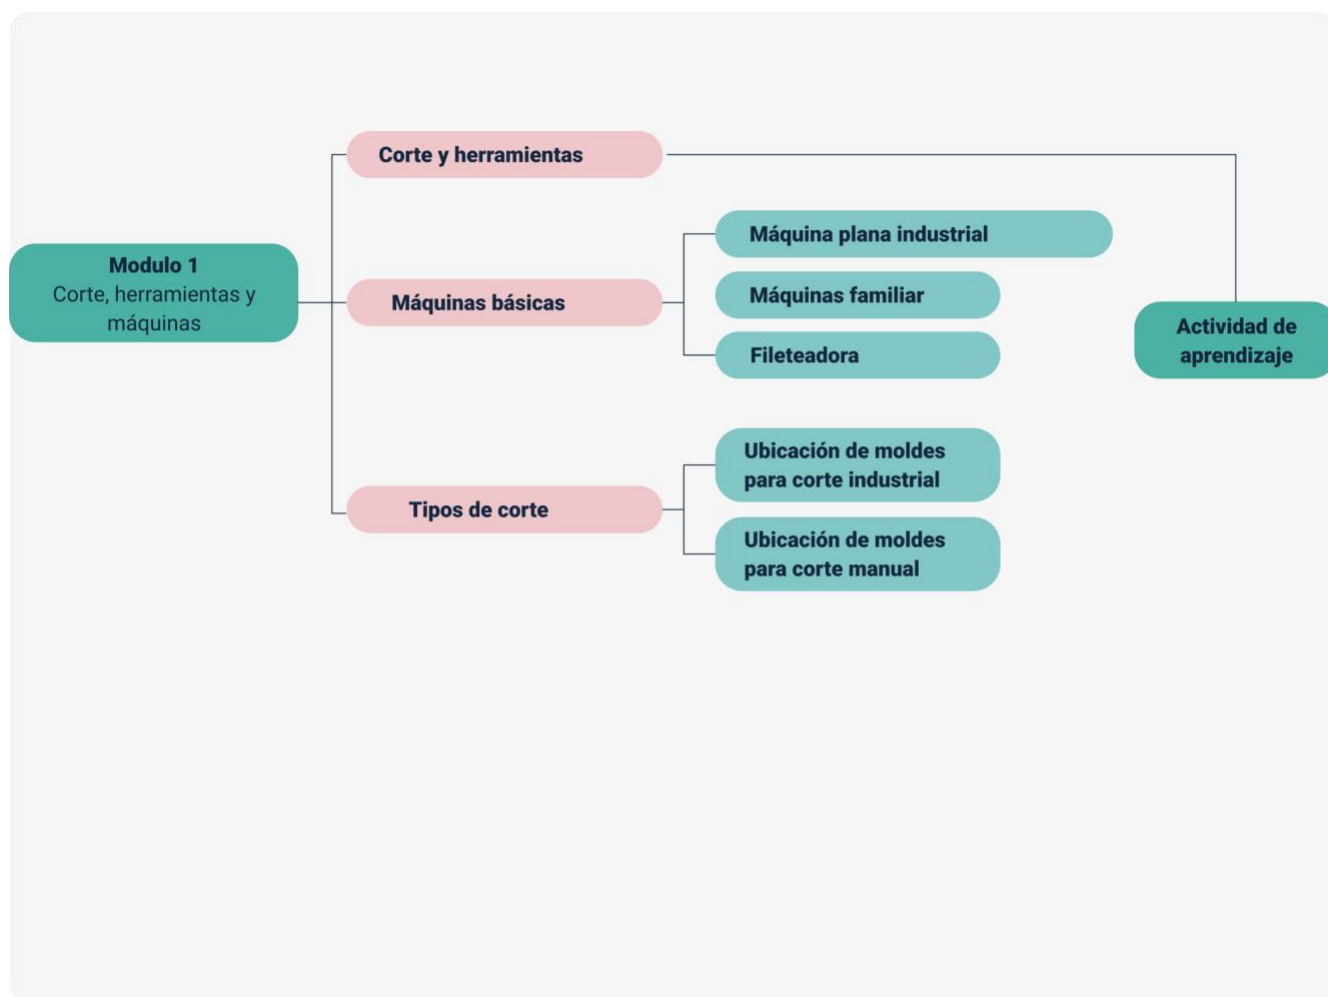 Modulo 1
Corte, herramientas y
máquinas
Corte y herramientas
Máquinas básicas
Máquina plana industrial
Máquinas familiar
Fileteadora
Tipos de corte
Ubicación de moldes
para corte industrial
Ubicación de moldes
para corte manual
Actividad de
aprendizaje